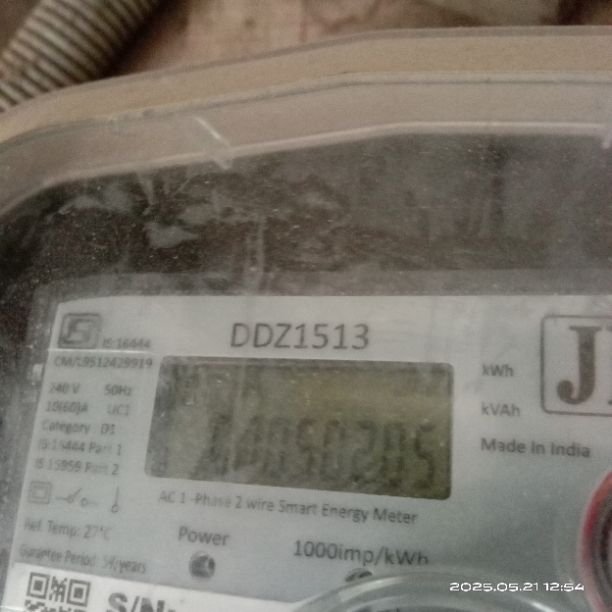 IS:16444
DDZ1513
CM/L9512429919
240 V 50Hz
10(60)A UC1
Category D1
IS:15959 Part 2
kWh
kVAh
Made In India
AC 1 -Phase 2 wire Smart Energy Meter
Ref. Temp: 27°C
Power
1000imp/kWh
S/N
2025.05.21 12:54